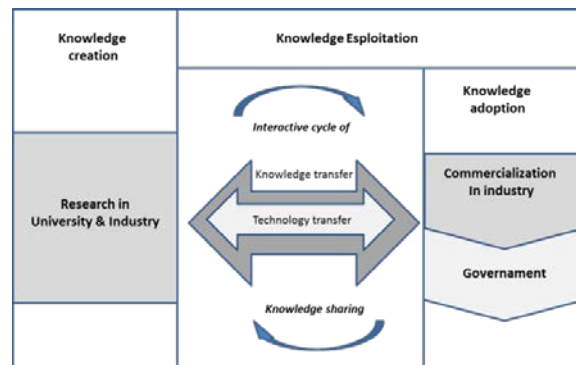 Knowledge
creation
Knowledge Esploitation
Knowledge
adoption
Interactive cycle of
Knowledge transfer
Technology transfer
Knowledge sharing
Research in
University & Industry
Commercialization
In industry
Governament